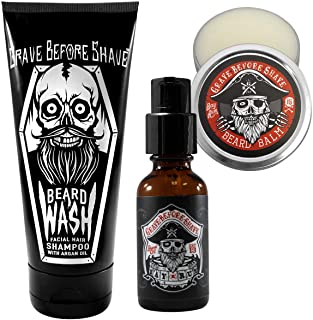 GRAVE BEFORE SHAVE
BEARD
WASH
FACIAL HAIR
SHAMPOO
WITH ARGAN OIL
GRAVE BEFORE SHAVE
BEARD BALM
GRAVE BEFORE SHAVE